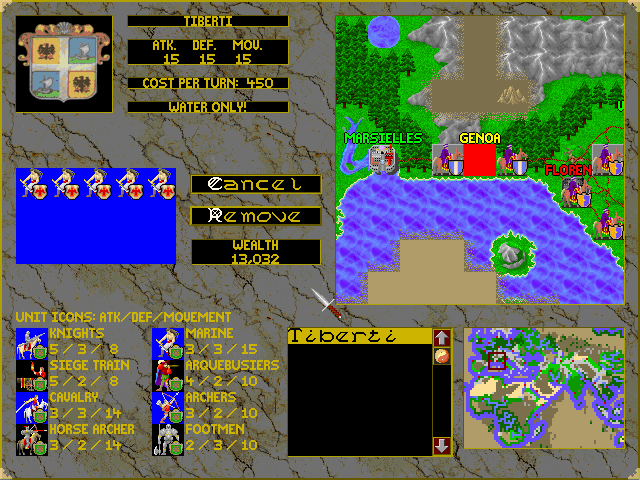 TIBERTI
ATK. DEF. MOV.
15 15 15
COST PER TURN: 450
WATER ONLY!
MARSIELLES
GENOA
V
FLOREN
Cancel
Remove
WEALTH
13,032
UNIT ICONS: ATK/DEF/MOVEMENT
KNIGHTS
5 / 3 / 8
SIEGE TRAIN
5 / 2 / 8
CAVALRY
3 / 3 / 14
HORSE ARCHER
3 / 2 / 14
MARINE
3 / 3 / 15
ARQUEBUSIERS
4 / 2 / 10
ARCHERS
3 / 2 / 10
FOOTMEN
2 / 3 / 10
Tiberti